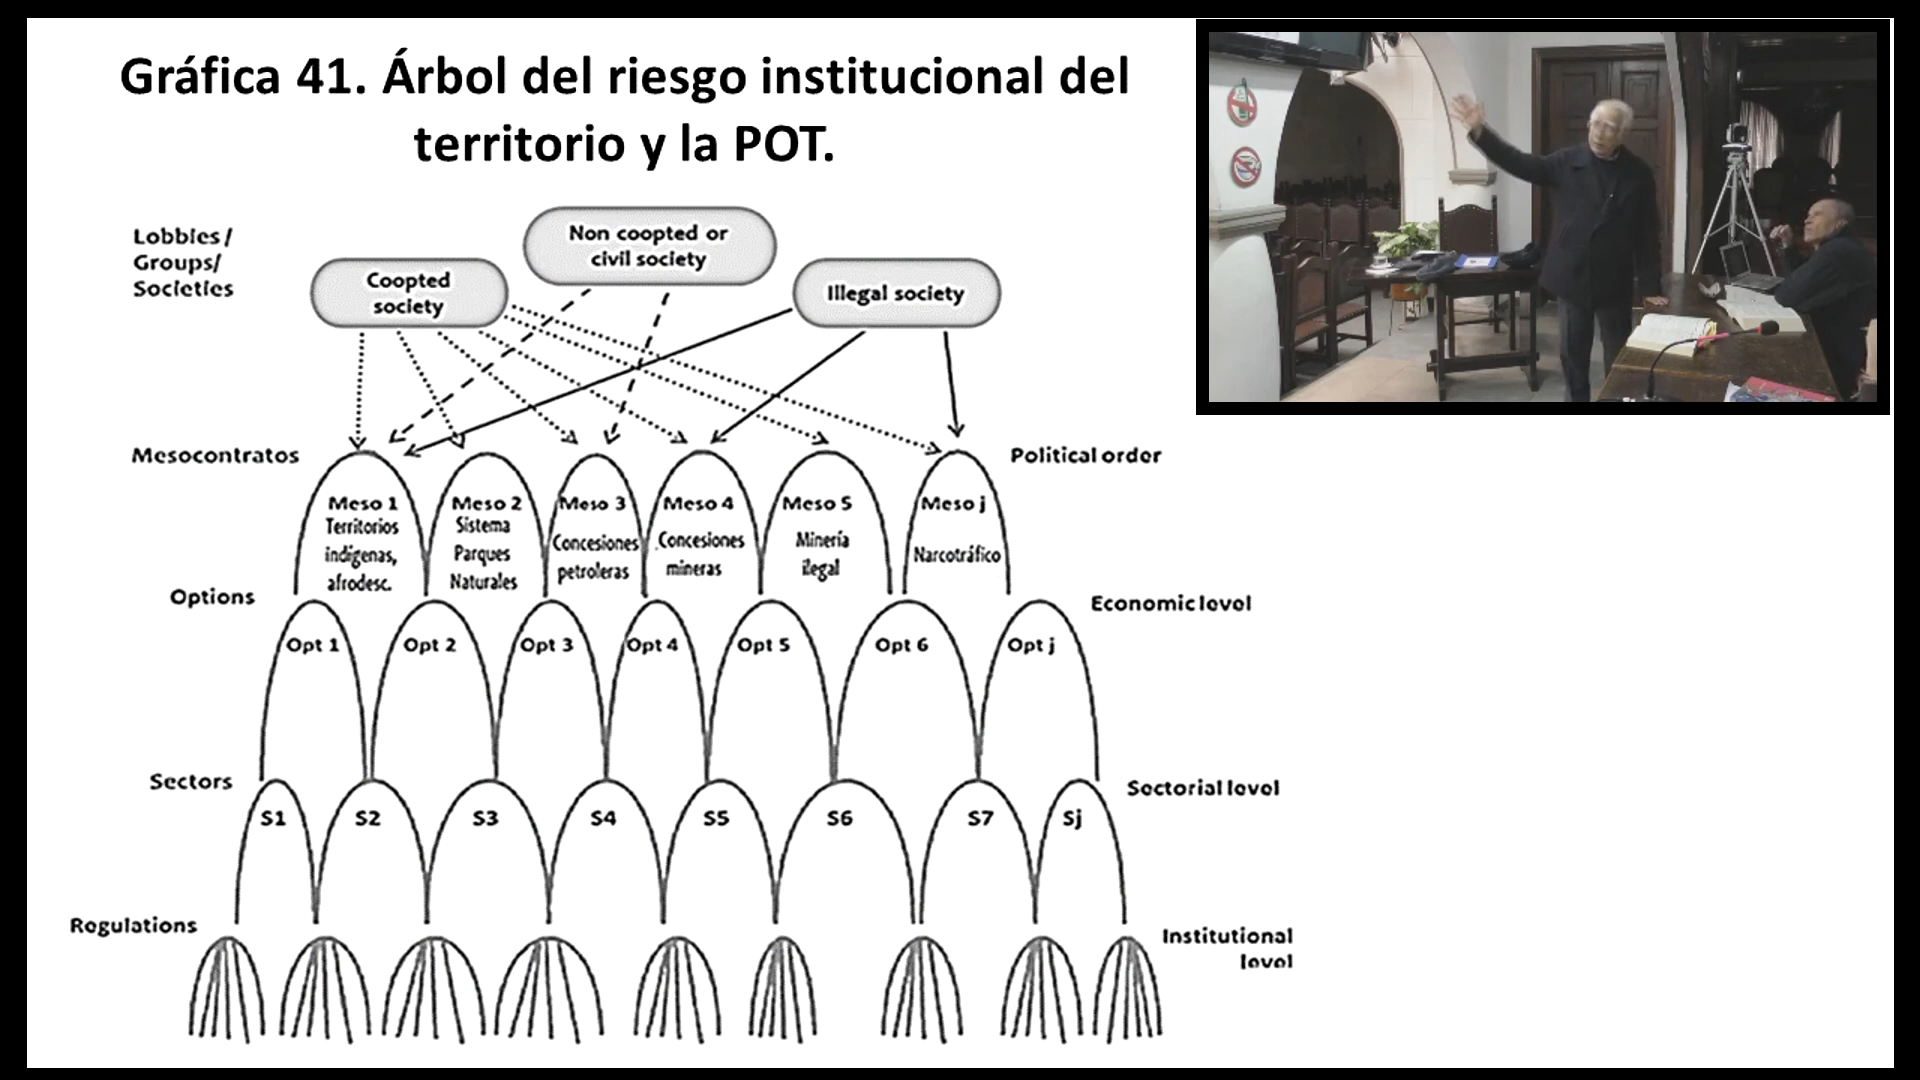 Gráfica 41. Árbol del riesgo institucional del
territorio y la POT.
Lobbies/
Groups/
Societies
Non coopted or
civil society
Coopted
society
Illegal society
Mesocontratos
Political order
Meso 1
Territorios
indígenas,
afrodesc.
Meso 2
Sistema
Parques
Naturales
Meso 3
Concesiones
petroleras
Meso 4
Concesiones
mineras
Meso 5
Minería
ilegal
Meso j
Narcotráfico
Options
Economic level
Opt 1
Opt 2
Opt 3
Opt 4
Opt 5
Opt 6
Opt j
Sectors
Sectorial level
S1
S2
S3
S4
S5
S6
S7
Sj
Regulations
Institutional
level